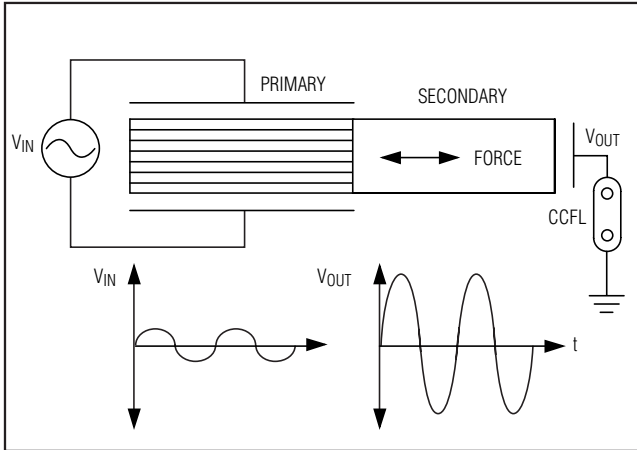 PRIMARY
SECONDARY
VIN
FORCE
VOUT
CCFL
VIN
VOUT
t